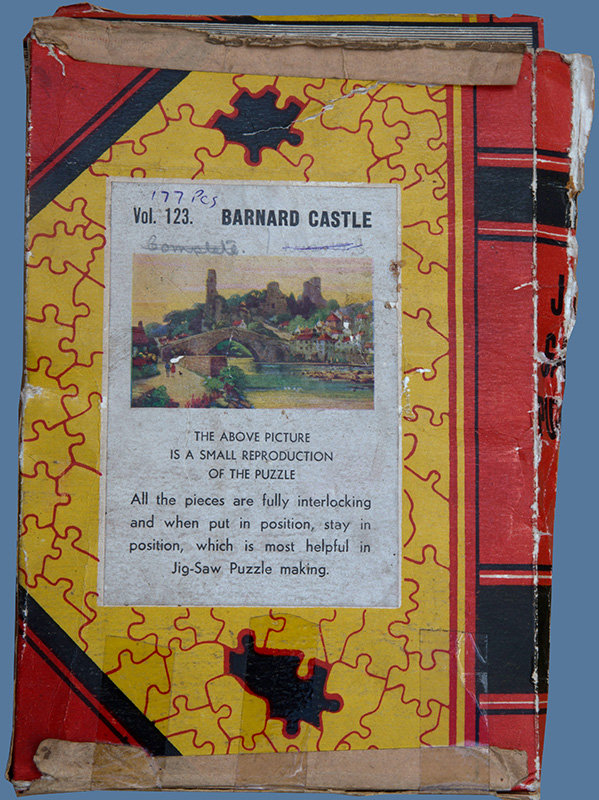 177 Pcs
Vol. 123. BARNARD CASTLE
Complete.
THE ABOVE PICTURE
IS A SMALL REPRODUCTION
OF THE PUZZLE
All the pieces are fully interlocking
and when put in position, stay in
position, which is most helpful in
Jig-Saw Puzzle making.